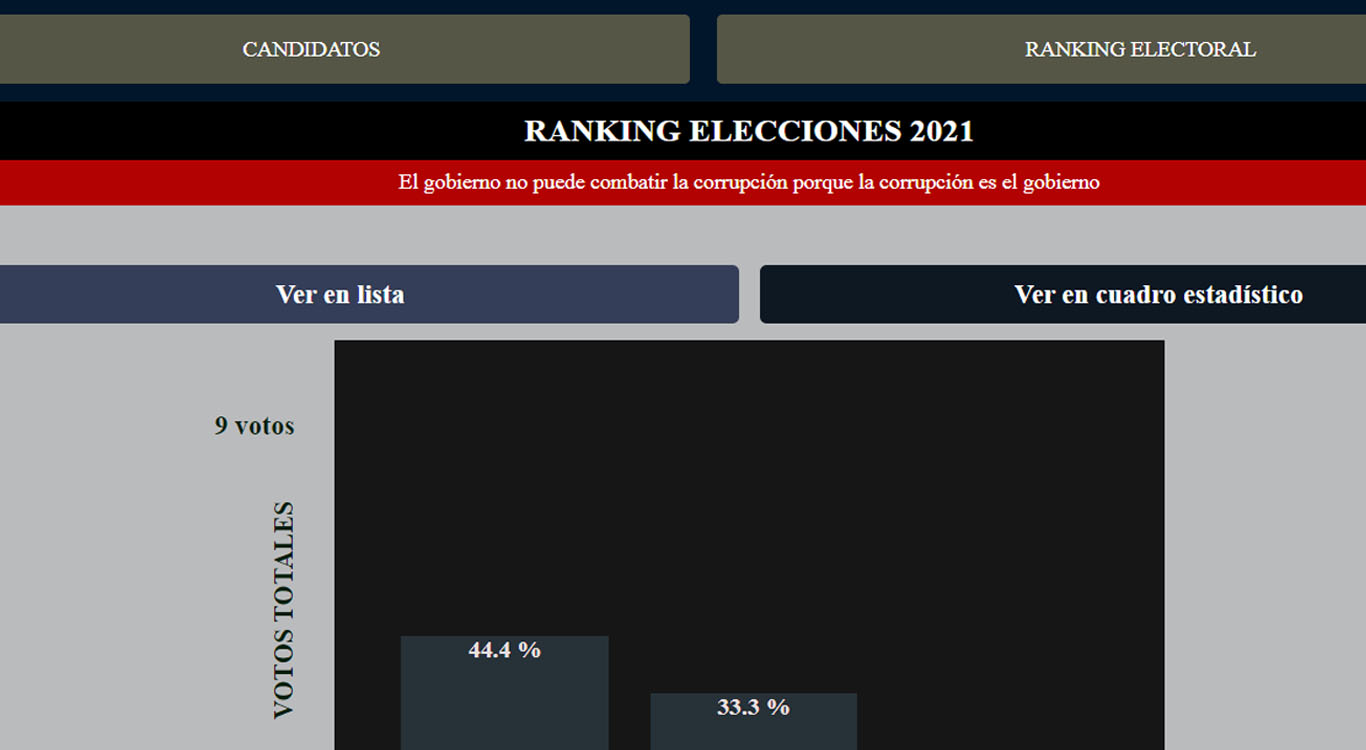 CANDIDATOS
RANKING ELECTORAL
RANKING ELECCIONES 2021
El gobierno no puede combatir la corrupción porque la corrupción es el gobierno
Ver en lista
Ver en cuadro estadístico
9 votos
VOTOS TOTALES
44.4 %
33.3 %